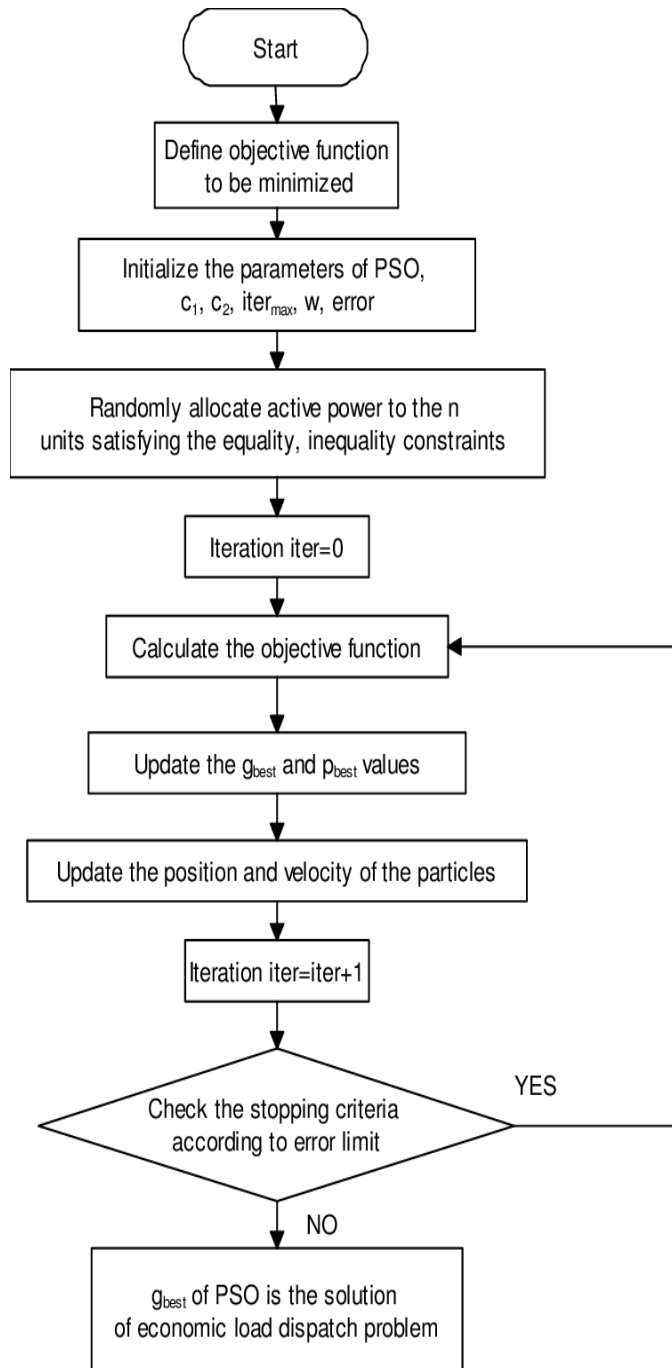 Start
Define objective function
to be minimized
Initialize the parameters of PSO,
c₁, c₂, iterₘₐₓ, w, error
Randomly allocate active power to the n
units satisfying the equality, inequality constraints
Iteration iter=0
Calculate the objective function
Update the g_best and p_best values
Update the position and velocity of the particles
Iteration iter=iter+1
Check the stopping criteria
according to error limit
YES
NO
g_best of PSO is the solution
of economic load dispatch problem